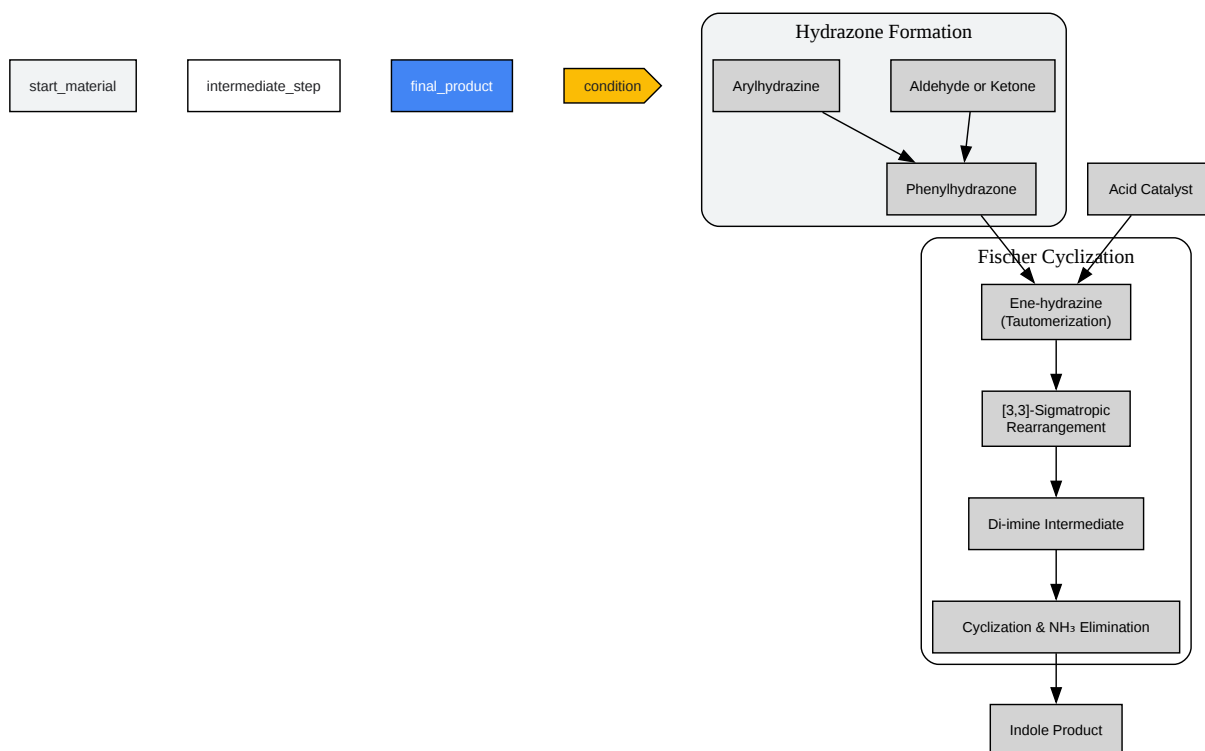 Hydrazone Formation
start_material
intermediate_step
final_product
condition
Arylhydrazine
Aldehyde or Ketone
Phenylhydrazone
Acid Catalyst
Fischer Cyclization
Ene-hydrazine
(Tautomerization)
[3,3]-Sigmatropic
Rearrangement
Di-imine Intermediate
Cyclization & NH₃ Elimination
Indole Product